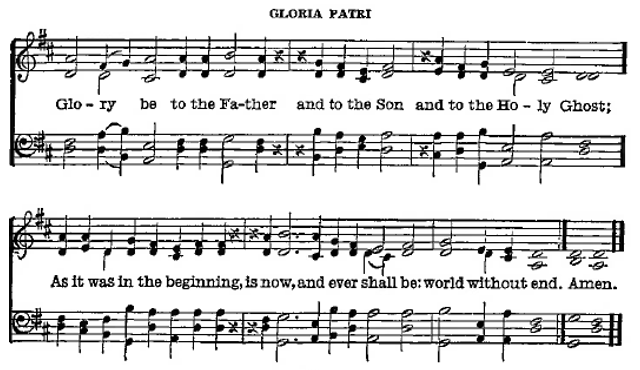 GLORIA PATRI
Glo - ry be to the Fa-ther and to the Son and to the Ho - ly Ghost;
As it was in the beginning, is now, and ever shall be: world without end. Amen.